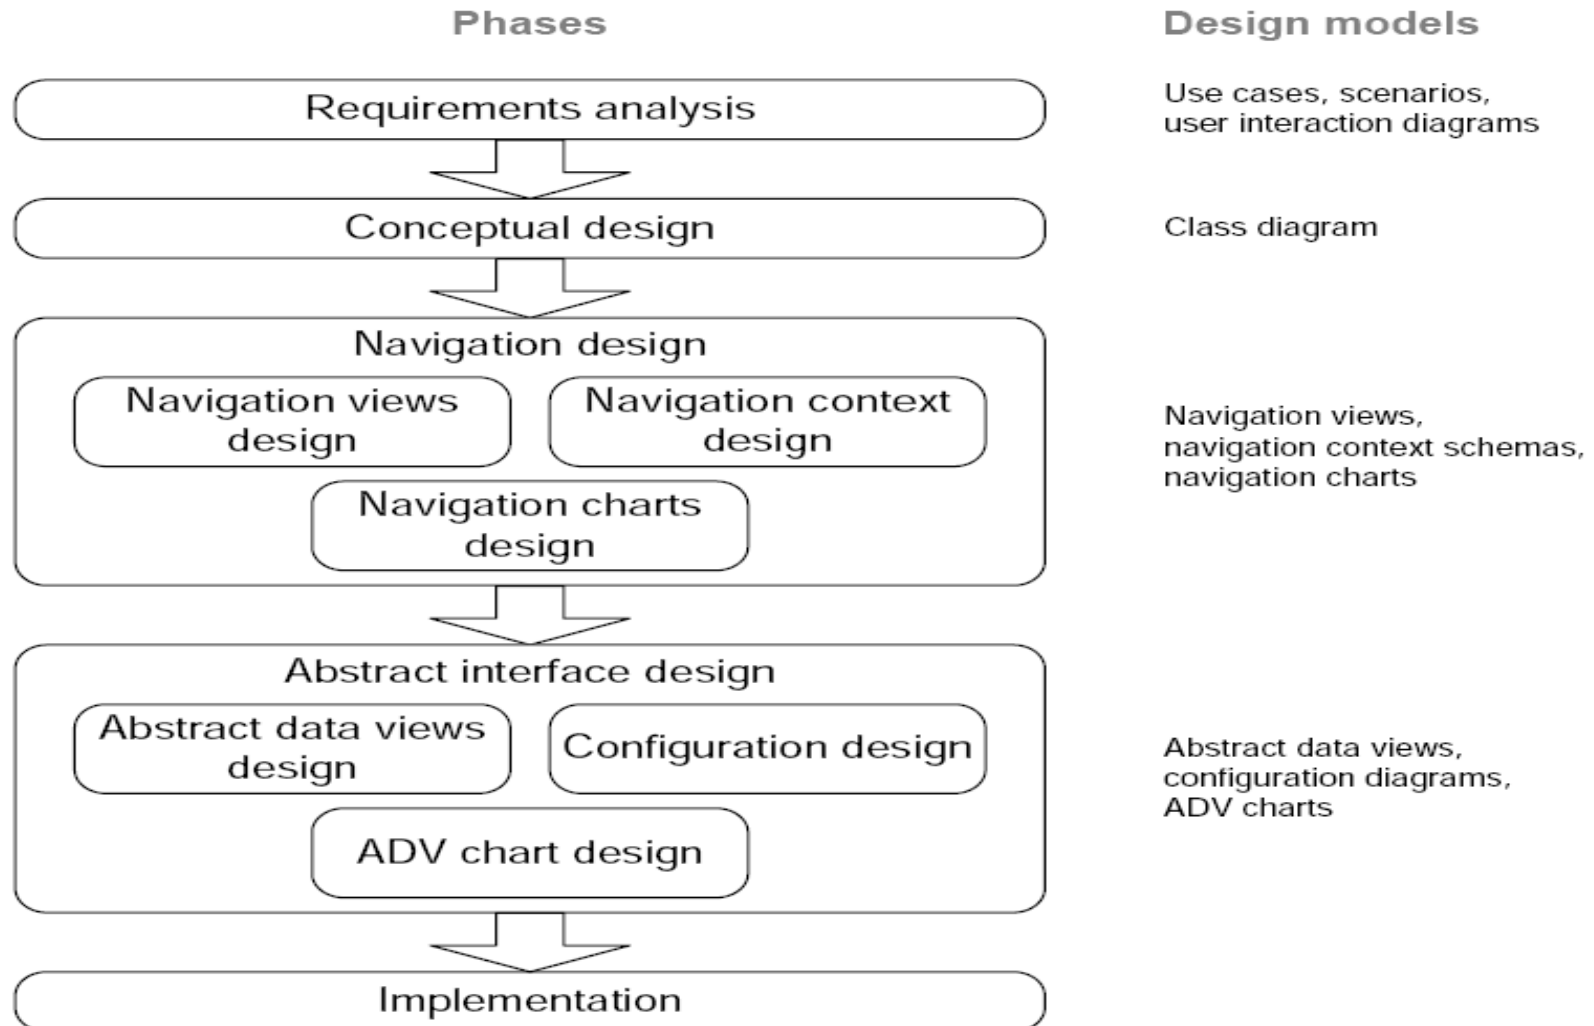 Phases
Design models
Requirements analysis
Use cases, scenarios,
user interaction diagrams
Conceptual design
Class diagram
Navigation design
Navigation views
design
Navigation context
design
Navigation charts
design
Navigation views,
navigation context schemas,
navigation charts
Abstract interface design
Abstract data views
design
Configuration design
ADV chart design
Abstract data views,
configuration diagrams,
ADV charts
Implementation